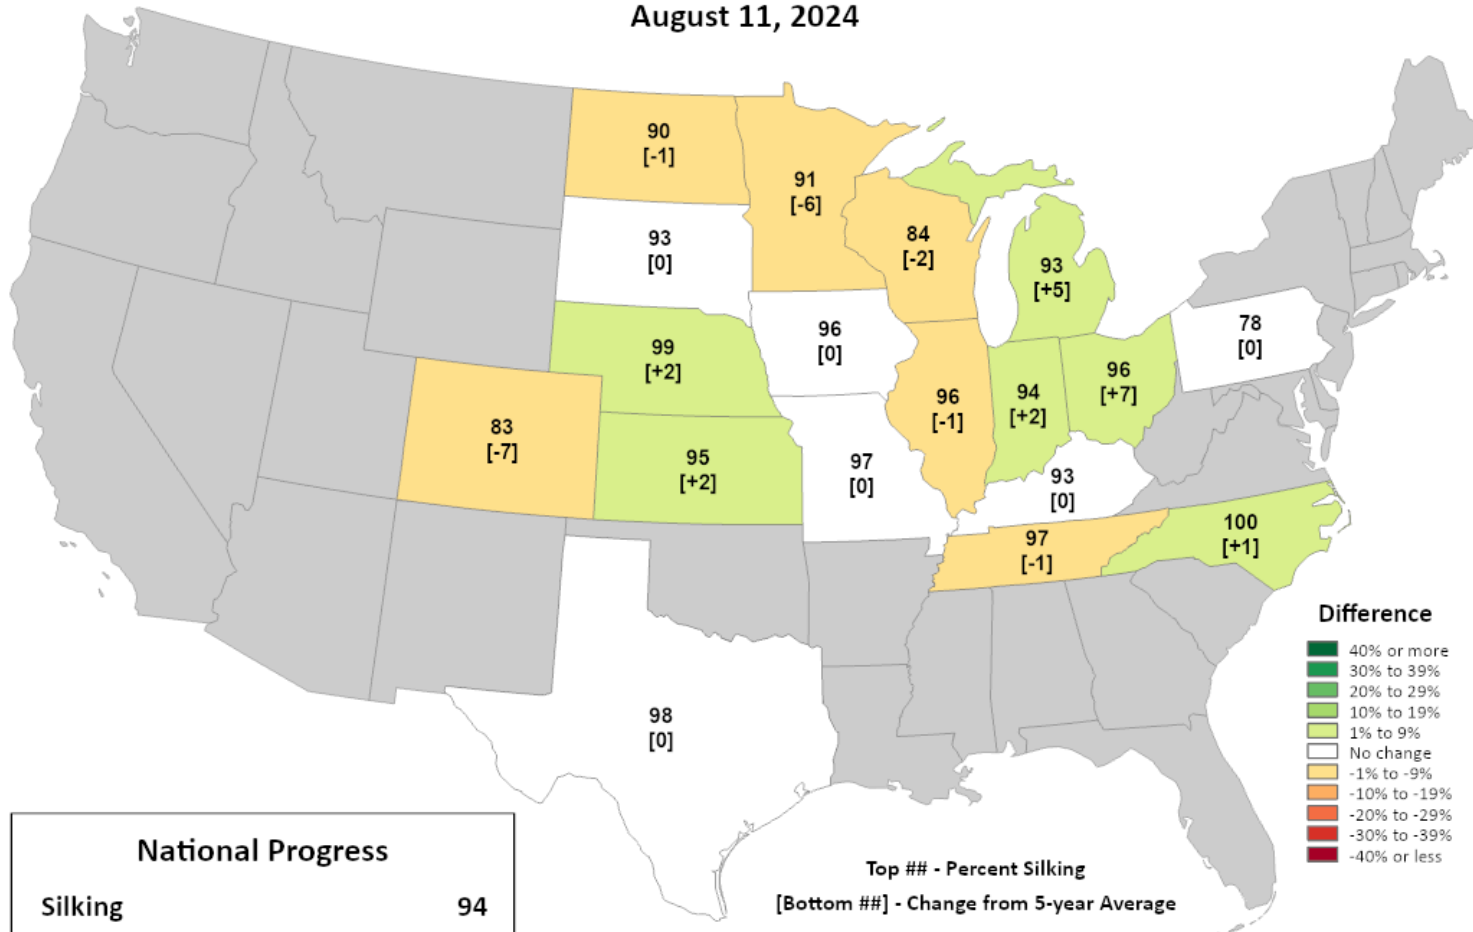 August 11, 2024
90
[-1]
91
[-6]
93
[0]
84
[-2]
93
[+5]
99
[+2]
96
[0]
78
[0]
83
[-7]
95
[+2]
97
[0]
96
[-1]
94
[+2]
96
[+7]
93
[0]
97
[-1]
100
[+1]
98
[0]
Difference
40% or more
30% to 39%
20% to 29%
10% to 19%
1% to 9%
No change
-1% to -9%
-10% to -19%
-20% to -29%
-30% to -39%
-40% or less
National Progress
Silking 94
Top ## - Percent Silking
[Bottom ##] - Change from 5-year Average